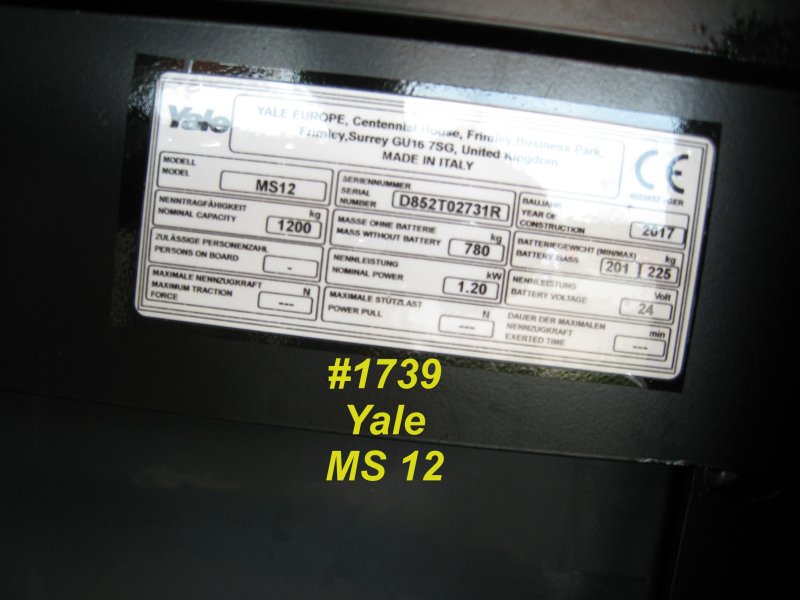 Yale
YALE EUROPE, Centennial House, Frimley Business Park,
Frimley, Surrey GU16 7SG, United Kingdom
MADE IN ITALY
CE
MODELL
MODEL
MS12
SERIENNUMMER
SERIAL
NUMBER
D852T02731R
BAUJAHR
YEAR OF
CONSTRUCTION
2017
NENNTRAGFÄHIGKEIT
NOMINAL CAPACITY
kg
1200
MASSE OHNE BATTERIE
MASS WITHOUT BATTERY
kg
780
BATTERIEGEWICHT (MIN/MAX)
BATTERY MASS
kg
201
225
ZULÄSSIGE PERSONENZAHL
PERSONS ON BOARD
-
NENNLEISTUNG
NOMINAL POWER
kW
1.20
NENNLEISTUNG
BATTERY VOLTAGE
Volt
24
MAXIMALE NENNZUGKRAFT
MAXIMUM TRACTION
FORCE
N
---
MAXIMALE STÜTZLAST
POWER PULL
N
---
DAUER DER MAXIMALEN
NENNZUGKRAFT
EXERTED TIME
min
---
#1739
Yale
MS 12